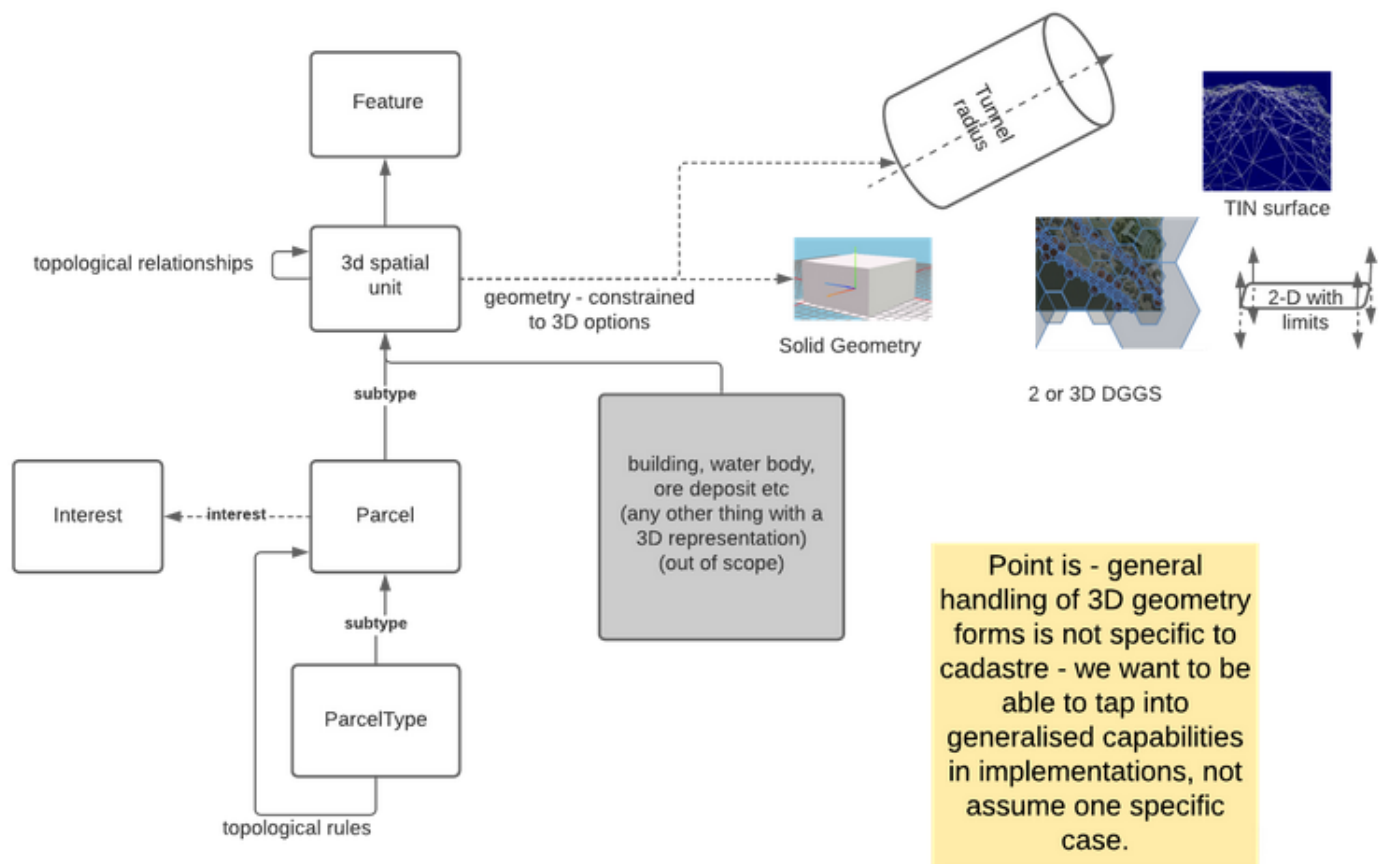 Feature
Tunnel
radius
TIN surface
topological relationships
3d spatial
unit
geometry - constrained
to 3D options
Solid Geometry
2-D with
limits
2 or 3D DGGS
subtype
building, water body,
ore deposit etc
(any other thing with a
3D representation)
(out of scope)
Interest
interest
Parcel
subtype
ParcelType
topological rules
Point is - general
handling of 3D geometry
forms is not specific to
cadastre - we want to be
able to tap into
generalised capabilities
in implementations, not
assume one specific
case.